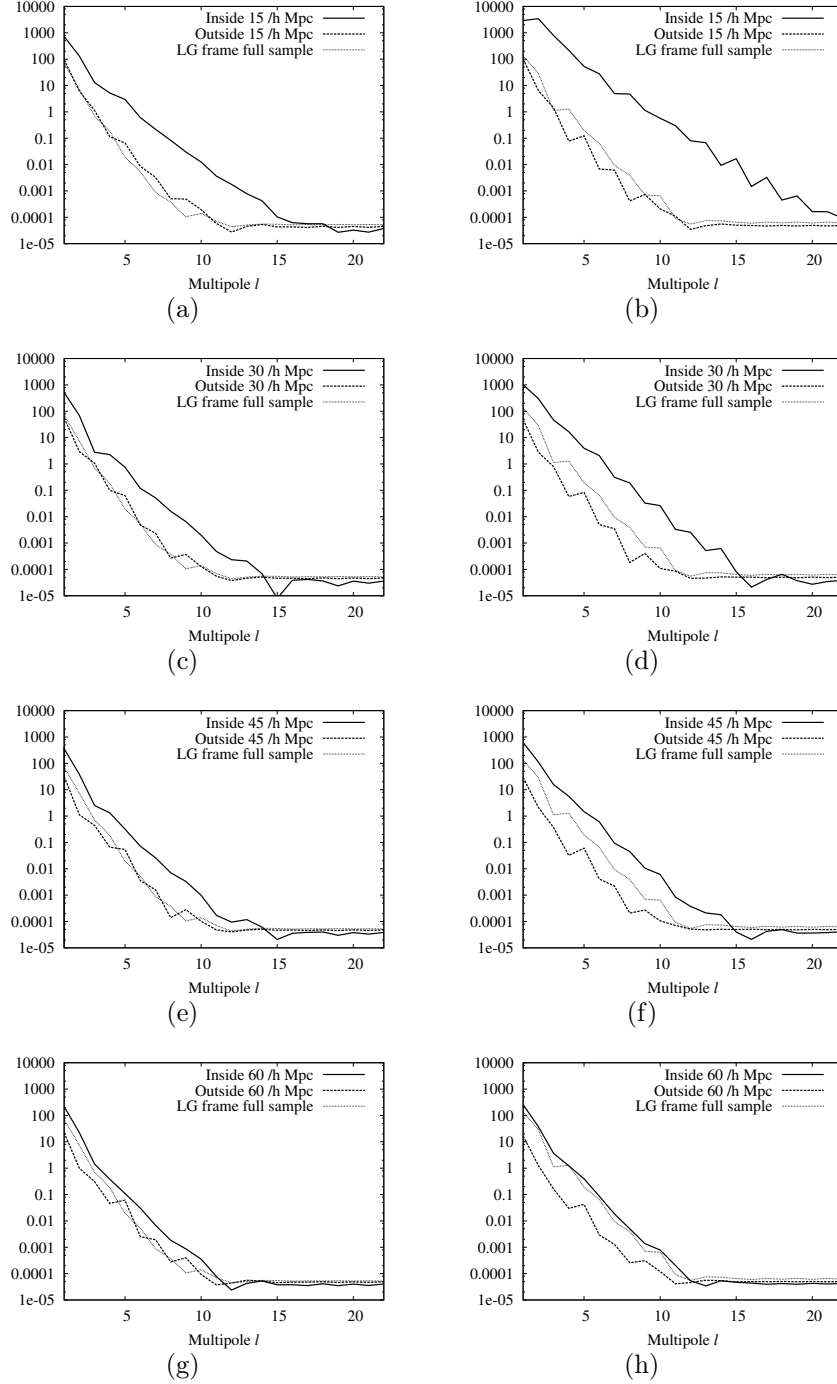 10000
1000
100
10
1
0.1
0.01
0.001
0.0001
1e-05
5
10
15
20
Inside 15 /h Mpc
Outside 15 /h Mpc
LG frame full sample
Multipole l
(a)
10000
1000
100
10
1
0.1
0.01
0.001
0.0001
1e-05
5
10
15
20
Inside 15 /h Mpc
Outside 15 /h Mpc
LG frame full sample
Multipole l
(b)
10000
1000
100
10
1
0.1
0.01
0.001
0.0001
1e-05
5
10
15
20
Inside 30 /h Mpc
Outside 30 /h Mpc
LG frame full sample
Multipole l
(c)
10000
1000
100
10
1
0.1
0.01
0.001
0.0001
1e-05
5
10
15
20
Inside 30 /h Mpc
Outside 30 /h Mpc
LG frame full sample
Multipole l
(d)
10000
1000
100
10
1
0.1
0.01
0.001
0.0001
1e-05
5
10
15
20
Inside 45 /h Mpc
Outside 45 /h Mpc
LG frame full sample
Multipole l
(e)
10000
1000
100
10
1
0.1
0.01
0.001
0.0001
1e-05
5
10
15
20
Inside 45 /h Mpc
Outside 45 /h Mpc
LG frame full sample
Multipole l
(f)
10000
1000
100
10
1
0.1
0.01
0.001
0.0001
1e-05
5
10
15
20
Inside 60 /h Mpc
Outside 60 /h Mpc
LG frame full sample
Multipole l
(g)
10000
1000
100
10
1
0.1
0.01
0.001
0.0001
1e-05
5
10
15
20
Inside 60 /h Mpc
Outside 60 /h Mpc
LG frame full sample
Multipole l
(h)